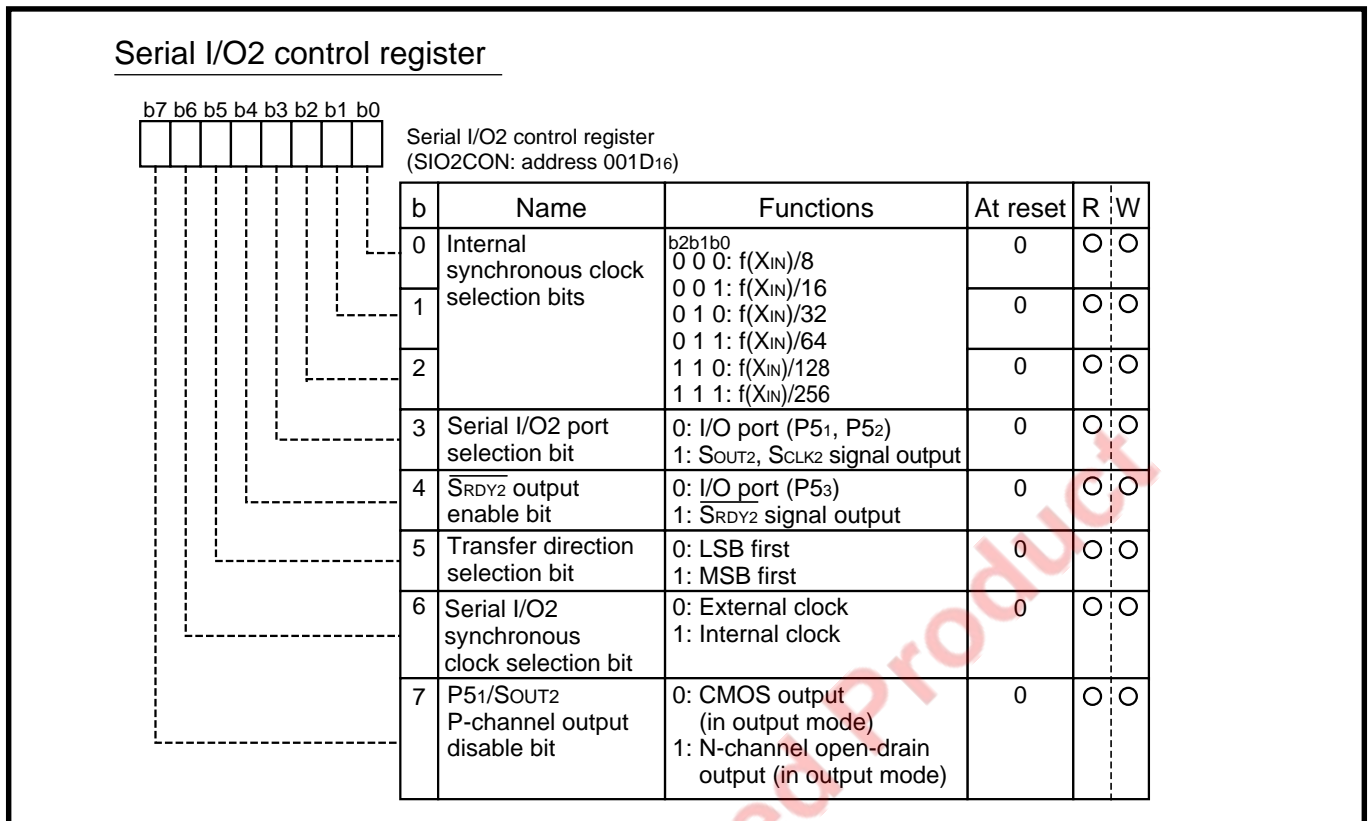 Serial I/O2 control register
b7 b6 b5 b4 b3 b2 b1 b0
Serial I/O2 control register
(SIO2CON: address 001D16)
b Name Functions At reset R W
0 Internal synchronous clock selection bits b2b1b0 0 ○ ○
0 0 0: f(XIN)/8
0 0 1: f(XIN)/16
1 0 ○ ○
0 1 0: f(XIN)/32
0 1 1: f(XIN)/64
2 1 1 0: f(XIN)/128 0 ○ ○
1 1 1: f(XIN)/256
3 Serial I/O2 port 0: I/O port (P51, P52) 0 ○ ○
selection bit 1: SOUT2, SCLK2 signal output
4 S̅R̅D̅Y̅2̅ output 0: I/O port (P53) 0 ○ ○
enable bit 1: S̅R̅D̅Y̅2̅ signal output
5 Transfer direction 0: LSB first 0 ○ ○
selection bit 1: MSB first
6 Serial I/O2 0: External clock 0 ○ ○
synchronous 1: Internal clock
clock selection bit
7 P51/SOUT2 0: CMOS output 0 ○ ○
P-channel output (in output mode)
disable bit 1: N-channel open-drain
output (in output mode)
ed Product